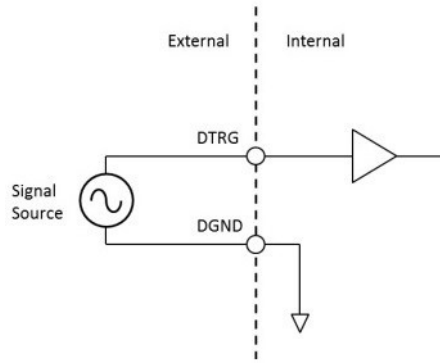 External
Internal
DTRG
Signal
Source
DGND